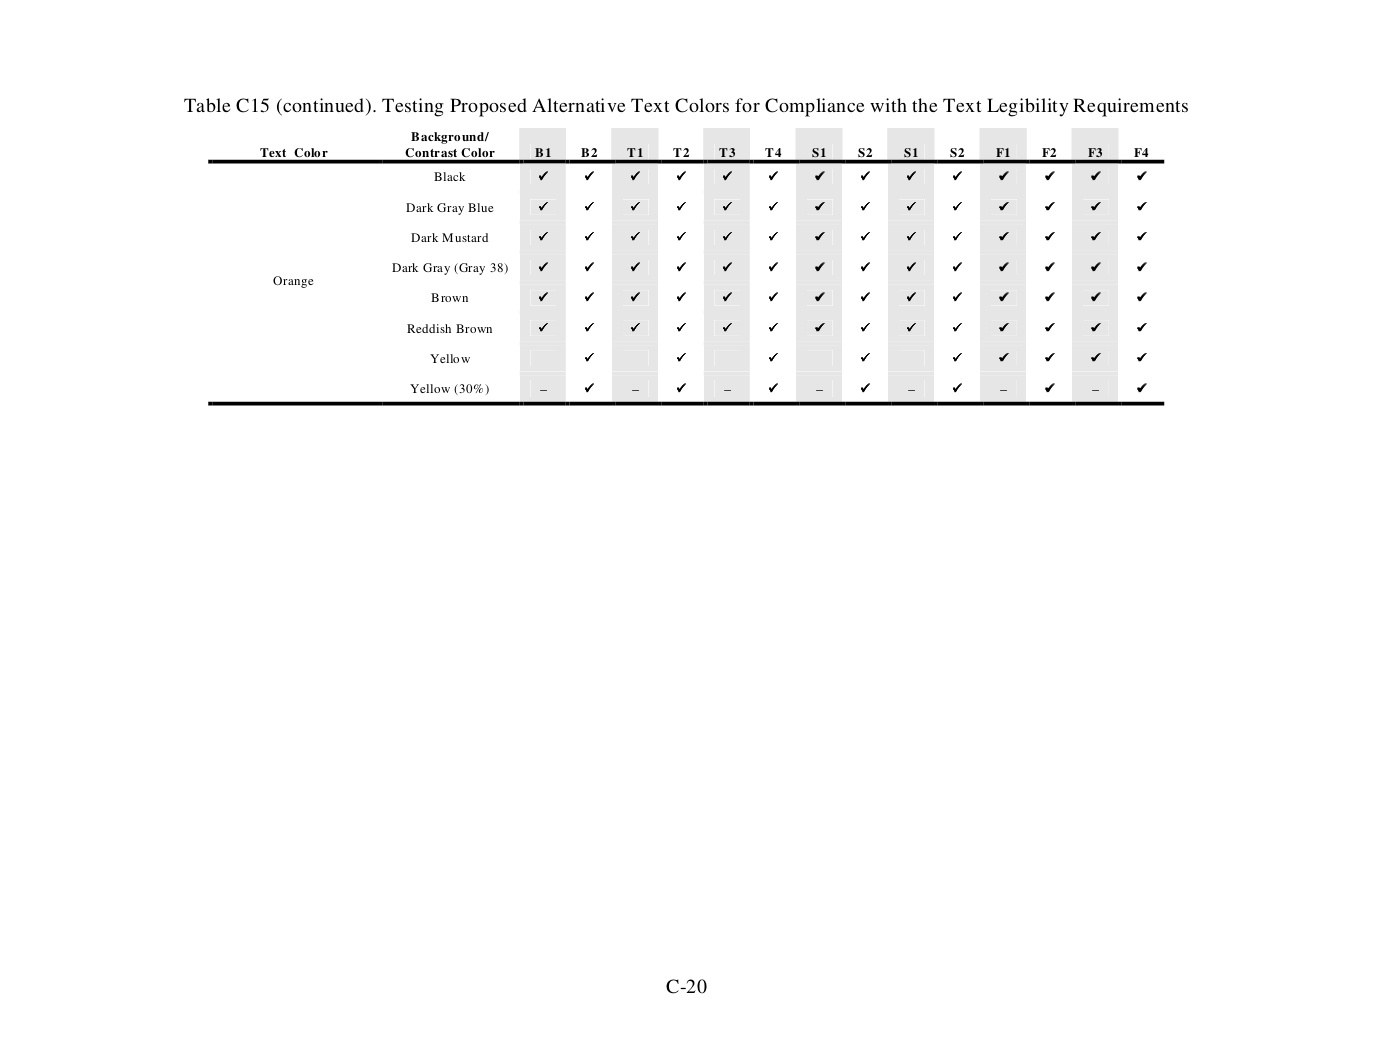 Table C15 (continued). Testing Proposed Alternative Text Colors for Compliance with the Text Legibility Requirements
Background/
Text Color Contrast Color B1 B2 T1 T2 T3 T4 S1 S2 S1 S2 F1 F2 F3 F4
Black ✔ ✔ ✔ ✔ ✔ ✔ ✔ ✔ ✔ ✔ ✔ ✔ ✔ ✔
Dark Gray Blue ✔ ✔ ✔ ✔ ✔ ✔ ✔ ✔ ✔ ✔ ✔ ✔ ✔ ✔
Dark Mustard ✔ ✔ ✔ ✔ ✔ ✔ ✔ ✔ ✔ ✔ ✔ ✔ ✔ ✔
Dark Gray (Gray 38) ✔ ✔ ✔ ✔ ✔ ✔ ✔ ✔ ✔ ✔ ✔ ✔ ✔ ✔
Orange
Brown ✔ ✔ ✔ ✔ ✔ ✔ ✔ ✔ ✔ ✔ ✔ ✔ ✔ ✔
Reddish Brown ✔ ✔ ✔ ✔ ✔ ✔ ✔ ✔ ✔ ✔ ✔ ✔ ✔ ✔
Yellow ✔ ✔ ✔ ✔ ✔ ✔ ✔ ✔ ✔
Yellow (30%) – ✔ – ✔ – ✔ – ✔ – ✔ – ✔ – ✔
C-20